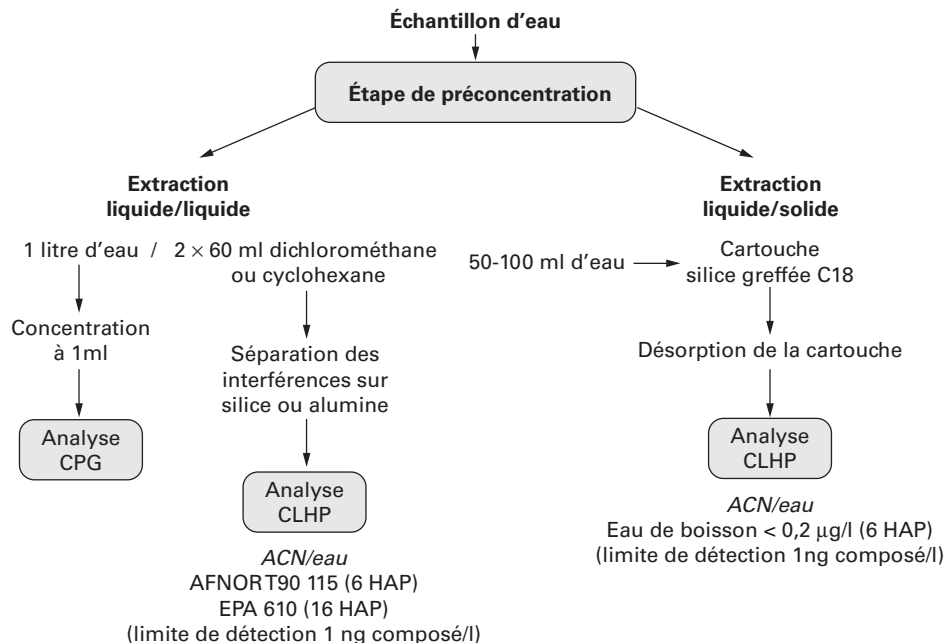 Échantillon d'eau
Étape de préconcentration
Extraction
liquide/liquide
1 litre d'eau / 2 × 60 ml dichlorométhane
ou cyclohexane
Concentration
à 1ml
Analyse
CPG
Séparation des
interférences sur
silice ou alumine
Analyse
CLHP
ACN/eau
AFNOR T90 115 (6 HAP)
EPA 610 (16 HAP)
(limite de détection 1 ng composé/l)
Extraction
liquide/solide
50-100 ml d'eau
Cartouche
silice greffée C18
Désorption de la cartouche
Analyse
CLHP
ACN/eau
Eau de boisson < 0,2 µg/l (6 HAP)
(limite de détection 1ng composé/l)